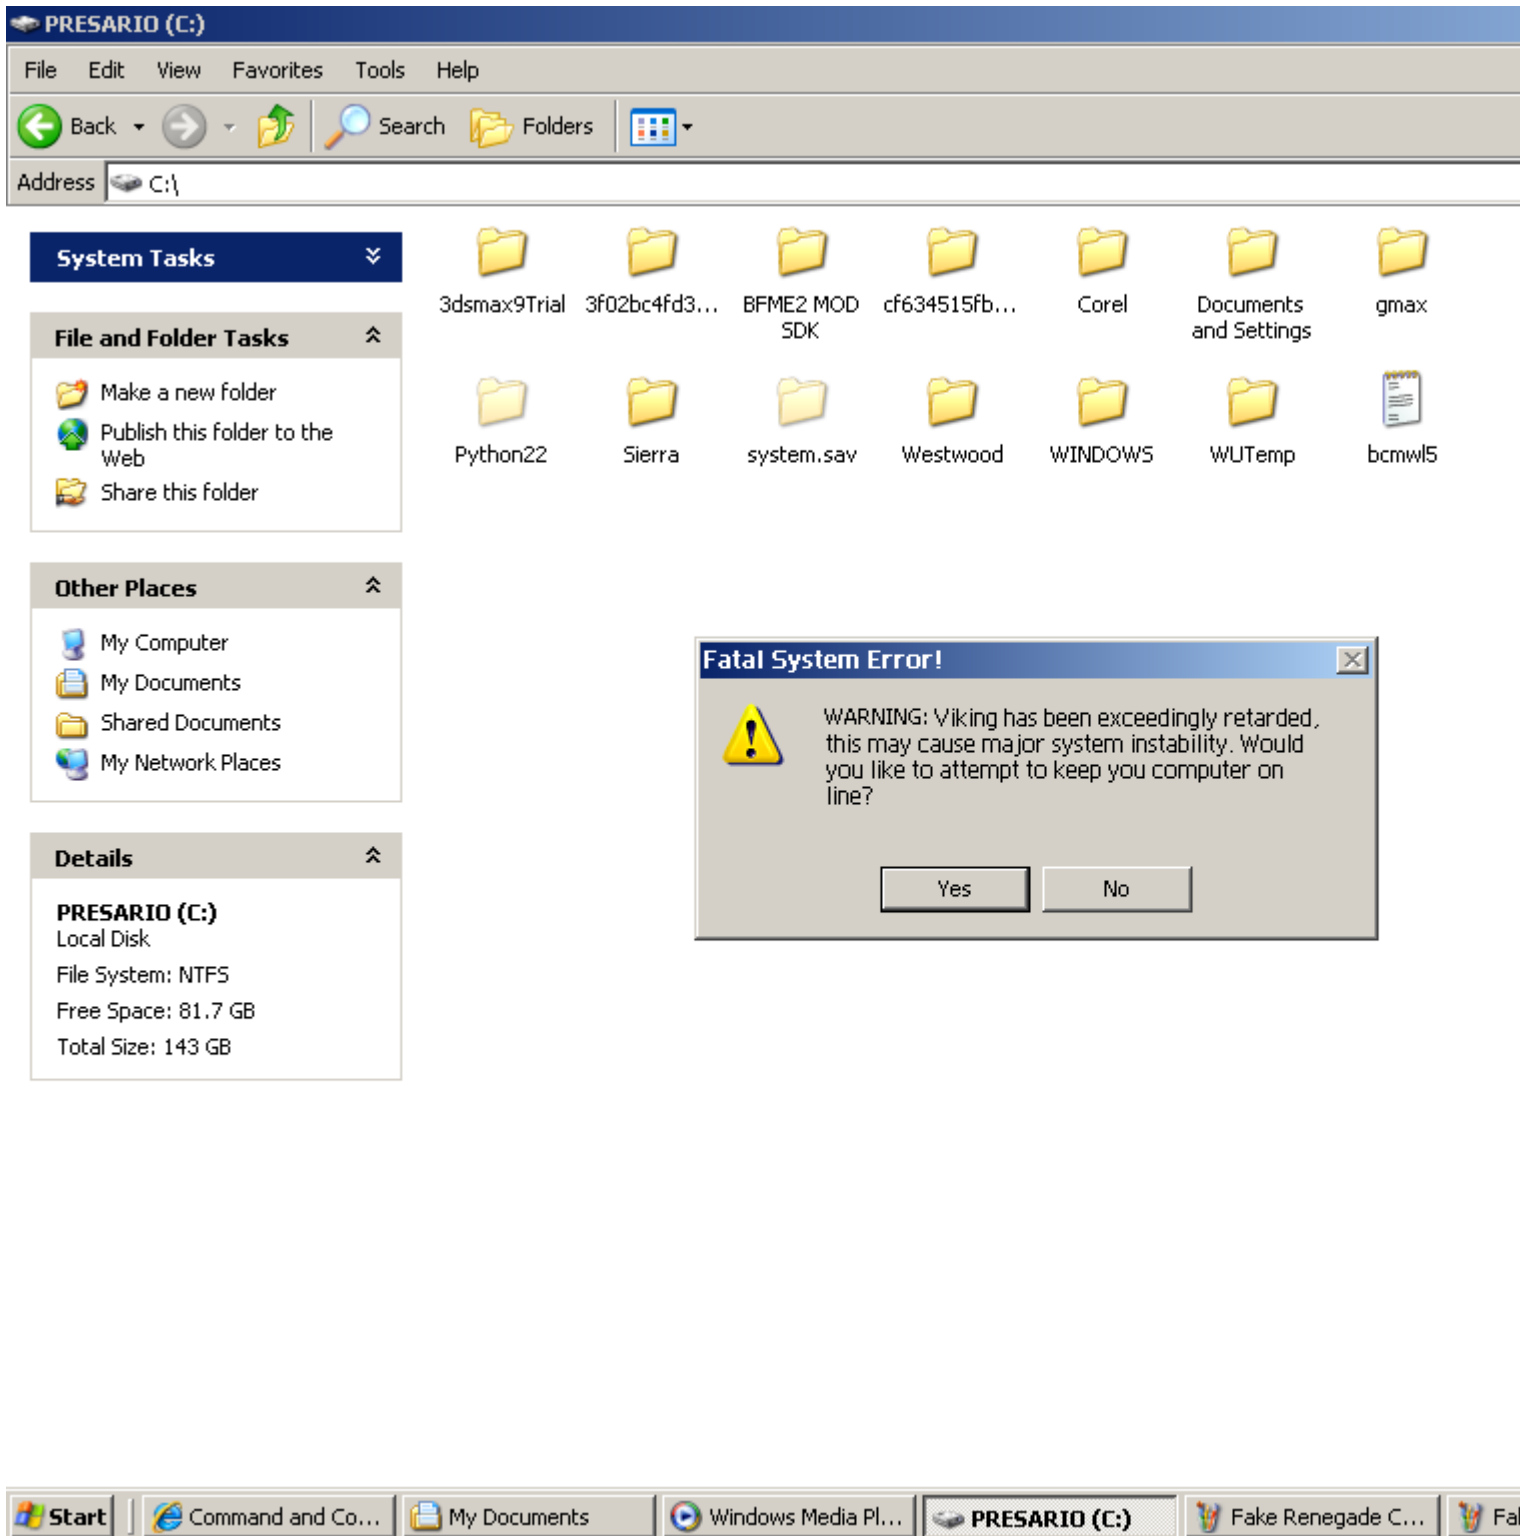 PRESARIO (C:)
File Edit View Favorites Tools Help
Back Search Folders
Address C:\
System Tasks
File and Folder Tasks
Make a new folder
Publish this folder to the
Web
Share this folder
Other Places
My Computer
My Documents
Shared Documents
My Network Places
Details
PRESARIO (C:)
Local Disk
File System: NTFS
Free Space: 81.7 GB
Total Size: 143 GB
3dsmax9Trial 3f02bc4fd3... BFME2 MOD cf634515fb... Corel Documents gmax
SDK and Settings
Python22 Sierra system.sav Westwood WINDOWS WUTemp bcmwl5
Fatal System Error!
WARNING: Viking has been exceedingly retarded,
this may cause major system instability. Would
you like to attempt to keep you computer on
line?
Yes No
Start Command and Co... My Documents Windows Media Pl... PRESARIO (C:) Fake Renegade C... Fal